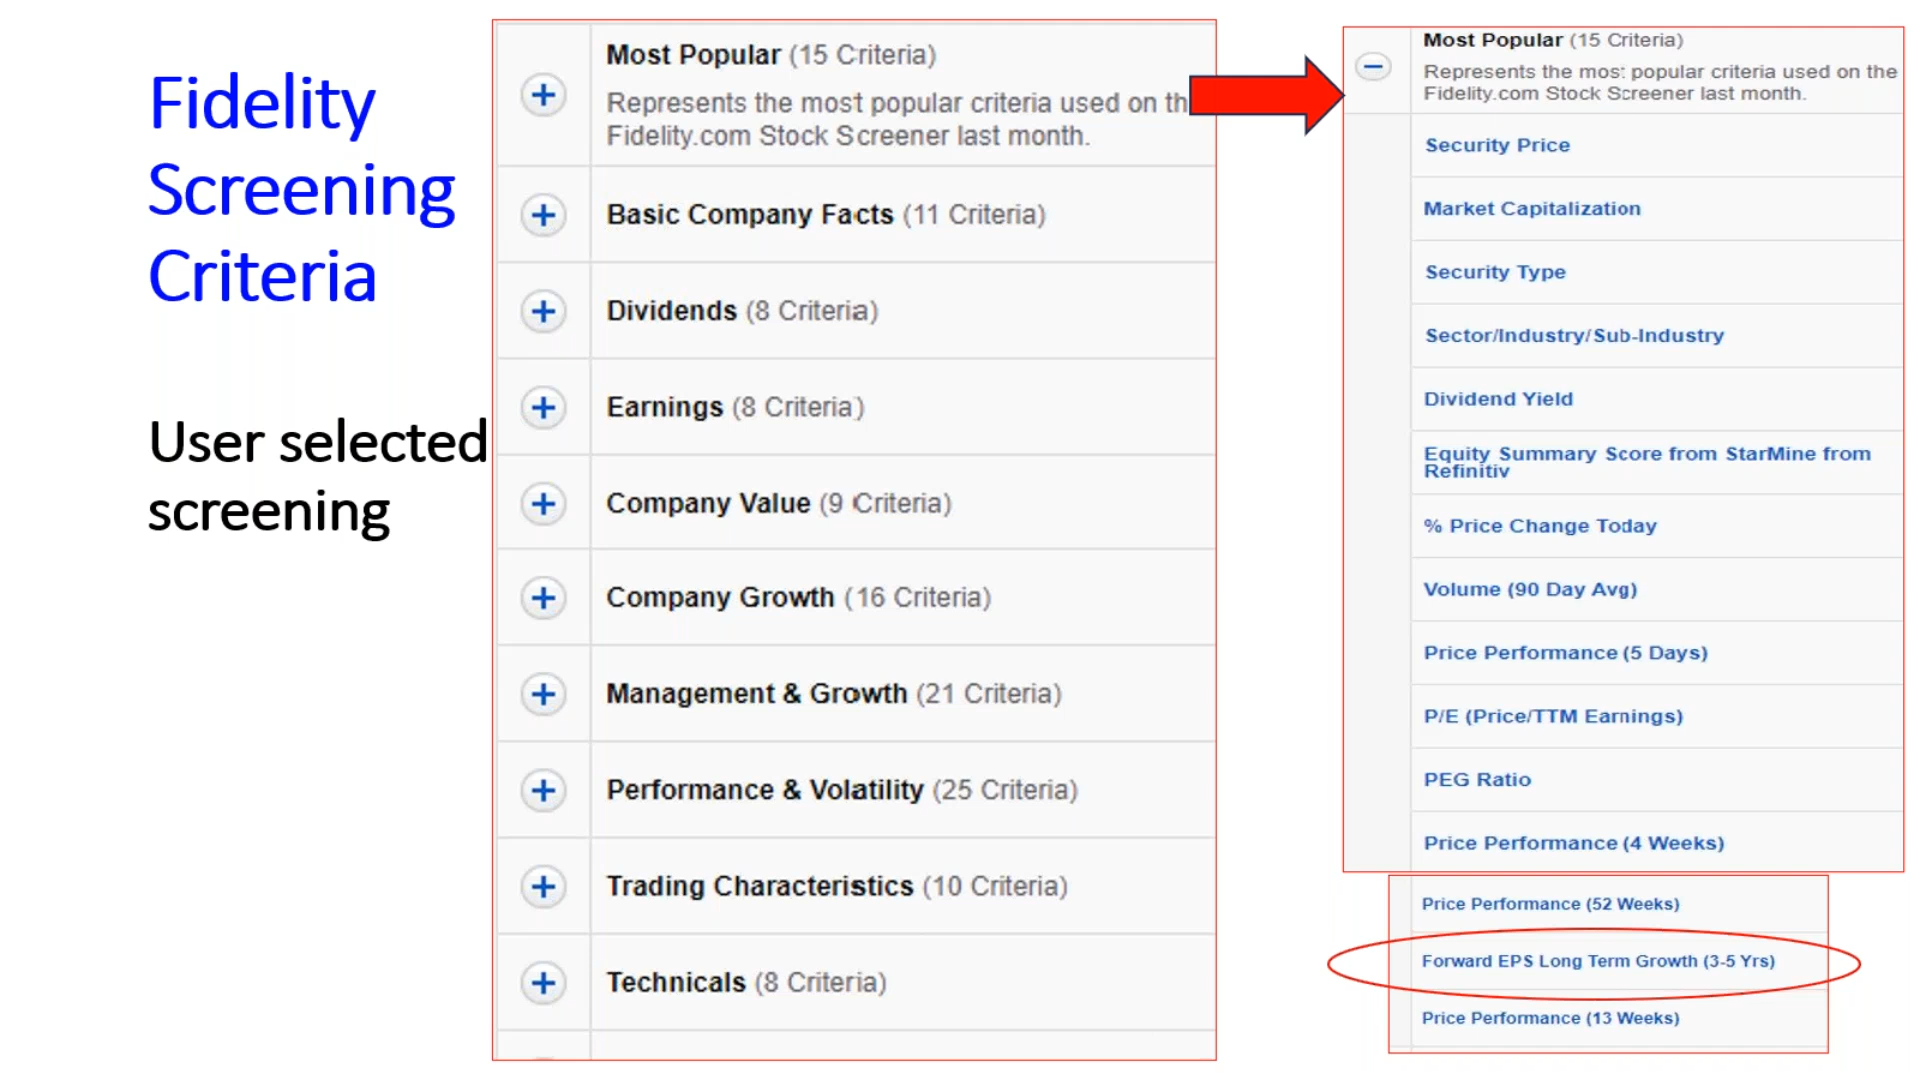 Fidelity
Screening
Criteria
User selected
screening
Most Popular (15 Criteria)
Represents the most popular criteria used on th
Fidelity.com Stock Screener last month.
Basic Company Facts (11 Criteria)
Dividends (8 Criteria)
Earnings (8 Criteria)
Company Value (9 Criteria)
Company Growth (16 Criteria)
Management & Growth (21 Criteria)
Performance & Volatility (25 Criteria)
Trading Characteristics (10 Criteria)
Technicals (8 Criteria)
Most Popular (15 Criteria)
Represents the most popular criteria used on the
Fidelity.com Stock Screener last month.
Security Price
Market Capitalization
Security Type
Sector/Industry/Sub-Industry
Dividend Yield
Equity Summary Score from StarMine from
Refinitiv
% Price Change Today
Volume (90 Day Avg)
Price Performance (5 Days)
P/E (Price/TTM Earnings)
PEG Ratio
Price Performance (4 Weeks)
Price Performance (52 Weeks)
Forward EPS Long Term Growth (3-5 Yrs)
Price Performance (13 Weeks)